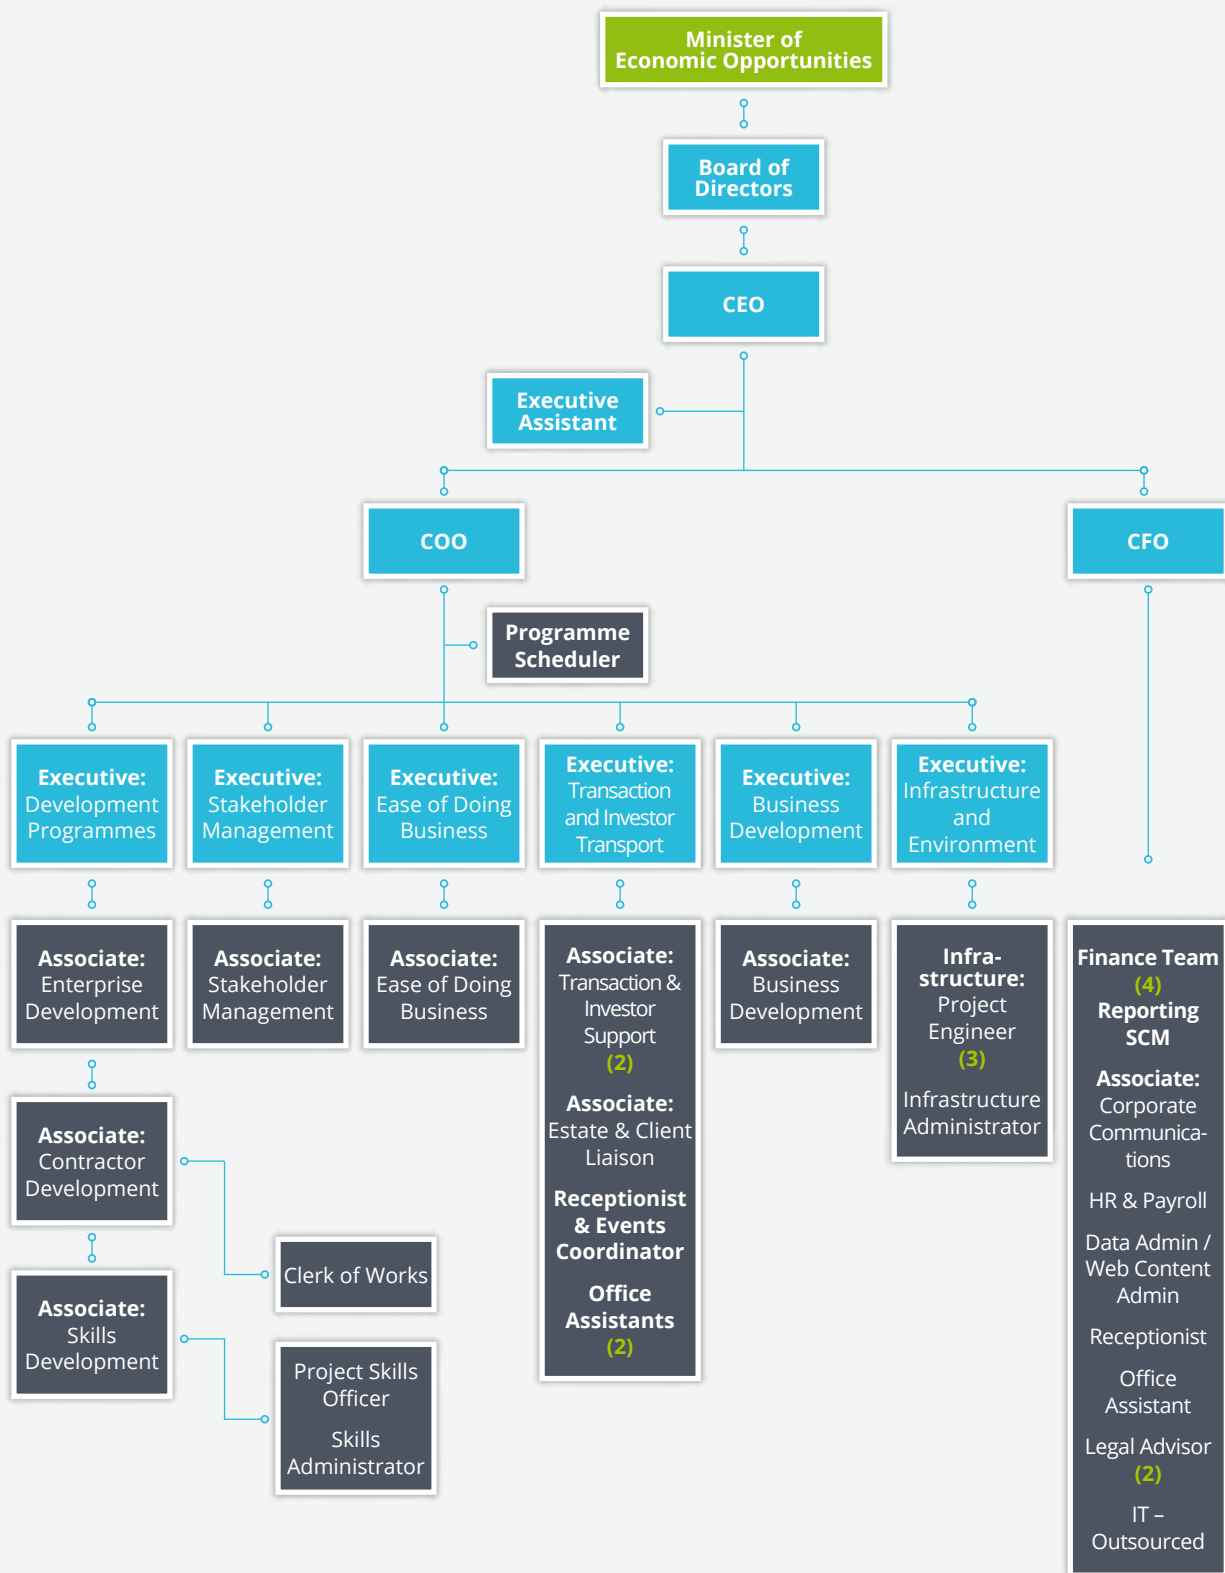 Minister of
Economic Opportunities
Board of
Directors
CEO
Executive
Assistant
COO
CFO
Programme
Scheduler
Executive:
Development
Programmes
Executive:
Stakeholder
Management
Executive:
Ease of Doing
Business
Executive:
Transaction
and Investor
Transport
Executive:
Business
Development
Executive:
Infrastructure
and
Environment
Associate:
Enterprise
Development
Associate:
Stakeholder
Management
Associate:
Ease of Doing
Business
Associate:
Transaction &
Investor
Support
(2)
Associate:
Estate & Client
Liaison
Receptionist
& Events
Coordinator
Office
Assistants
(2)
Associate:
Business
Development
Infra-
structure:
Project
Engineer
(3)
Infrastructure
Administrator
Finance Team
(4)
Reporting
SCM
Associate:
Corporate
Communica-
tions
HR & Payroll
Data Admin /
Web Content
Admin
Receptionist
Office
Assistant
Legal Advisor
(2)
IT –
Outsourced
Associate:
Contractor
Development
Clerk of Works
Associate:
Skills
Development
Project Skills
Officer
Skills
Administrator